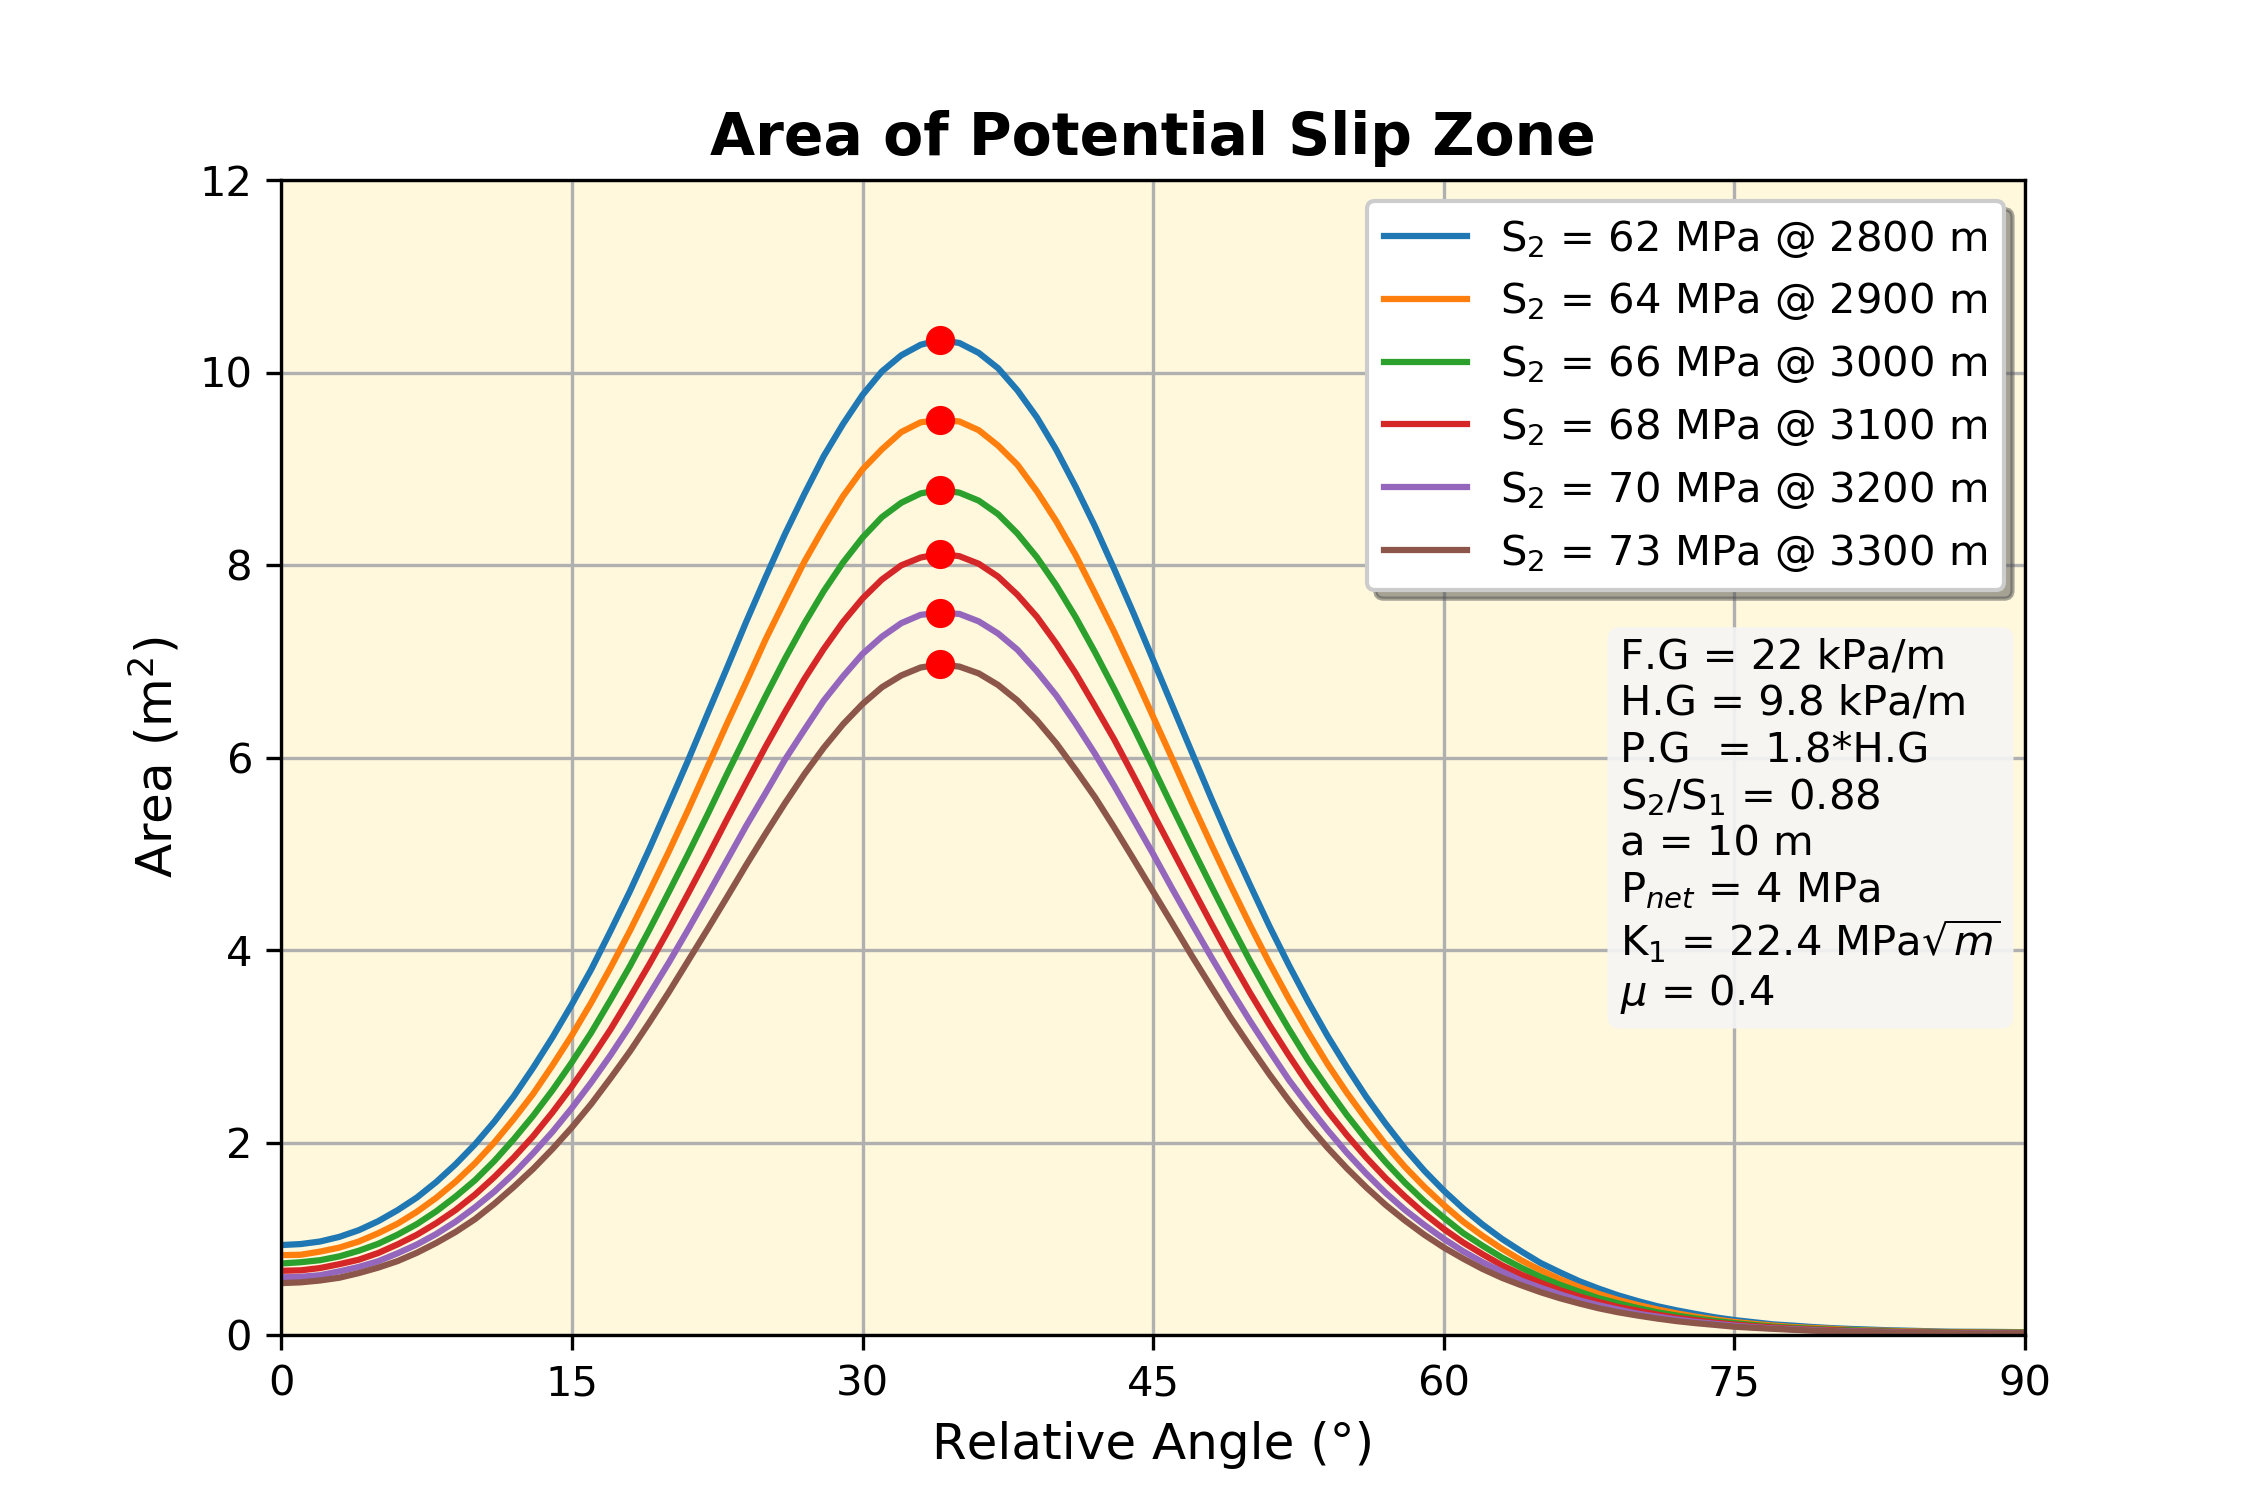 Area of Potential Slip Zone
12
10
8
6
4
2
0
Area (m²)
S₂ = 62 MPa @ 2800 m
S₂ = 64 MPa @ 2900 m
S₂ = 66 MPa @ 3000 m
S₂ = 68 MPa @ 3100 m
S₂ = 70 MPa @ 3200 m
S₂ = 73 MPa @ 3300 m
F.G = 22 kPa/m
H.G = 9.8 kPa/m
P.G = 1.8*H.G
S₂/S₁ = 0.88
a = 10 m
Pₙₑₜ = 4 MPa
K₁ = 22.4 MPa√m
μ = 0.4
0 15 30 45 60 75 90
Relative Angle (°)